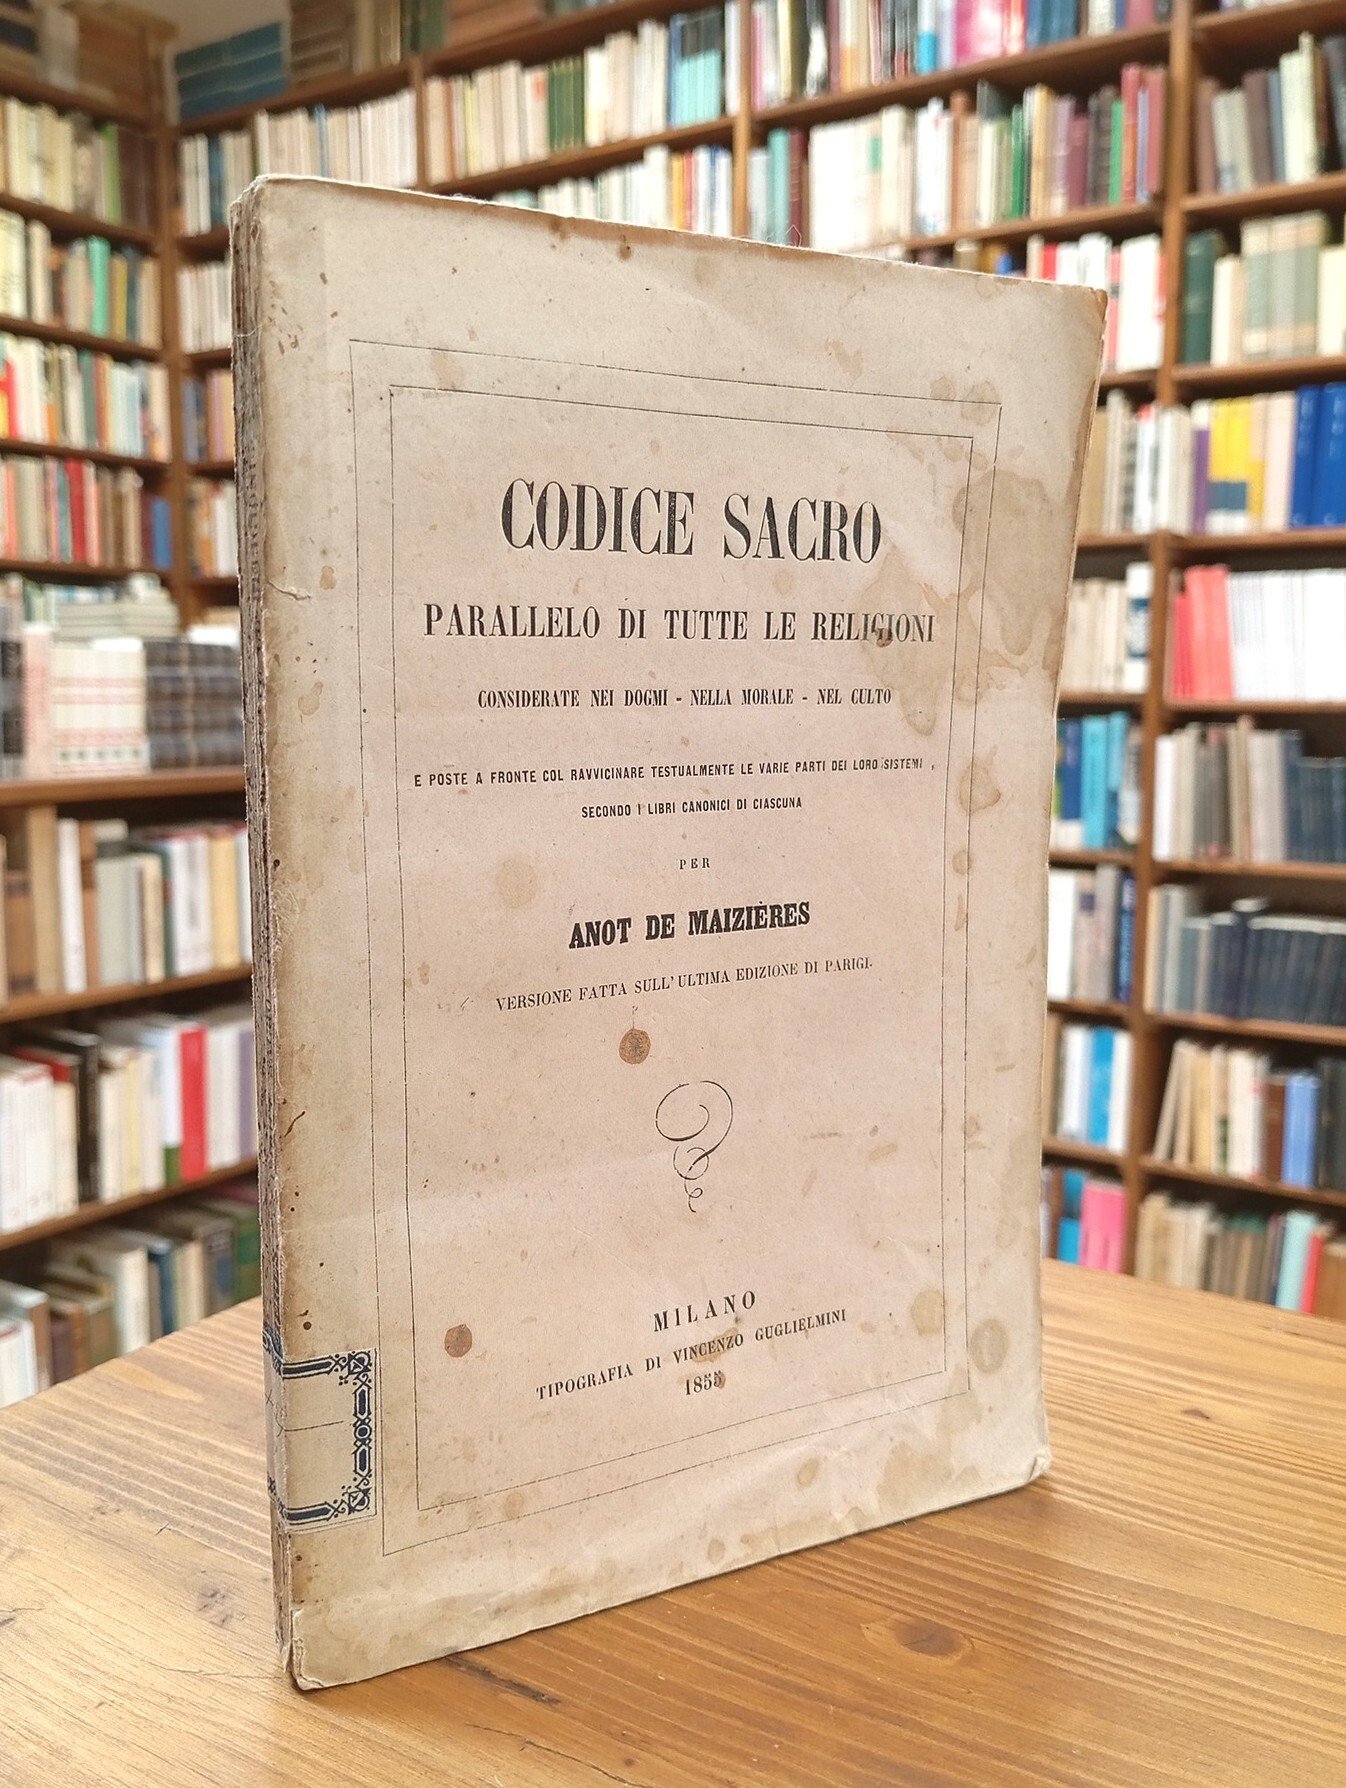 CODICE SACRO
PARALLELO DI TUTTE LE RELIGIONI
CONSIDERATE NEI DOGMI - NELLA MORALE - NEL CULTO
E POSTE A FRONTE COL RAVVICINARE TESTUALMENTE LE VARIE PARTI DEI LORO SISTEMI,
SECONDO I LIBRI CANONICI DI CIASCUNA
PER
ANOT DE MAIZIÈRES
VERSIONE FATTA SULL'ULTIMA EDIZIONE DI PARIGI.
MILANO
TIPOGRAFIA DI VINCENZO GUGLIELMINI
1855